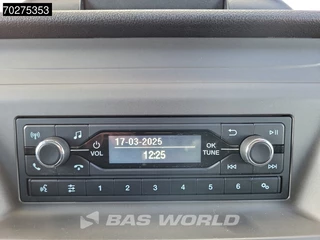 70275353
17-03-2025
12:25
VOL
OK
TUNE
1 2 3 4 5 6
BAS WORLD